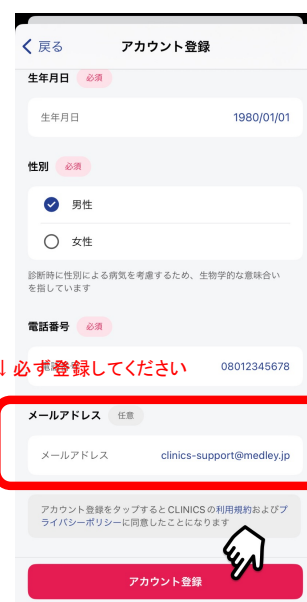 戻る アカウント登録
生年月日 必須
生年月日 1980/01/01
性別 必須
男性
女性
診断時に性別による病気を考慮するため、生物学的な意味合い
を指しています
電話番号 必須
↓必ず登録してください
08012345678
メールアドレス 任意
メールアドレス clinics-support@medley.jp
アカウント登録をタップするとCLINICSの利用規約およびプ
ライバシーポリシーに同意したことになります
アカウント登録